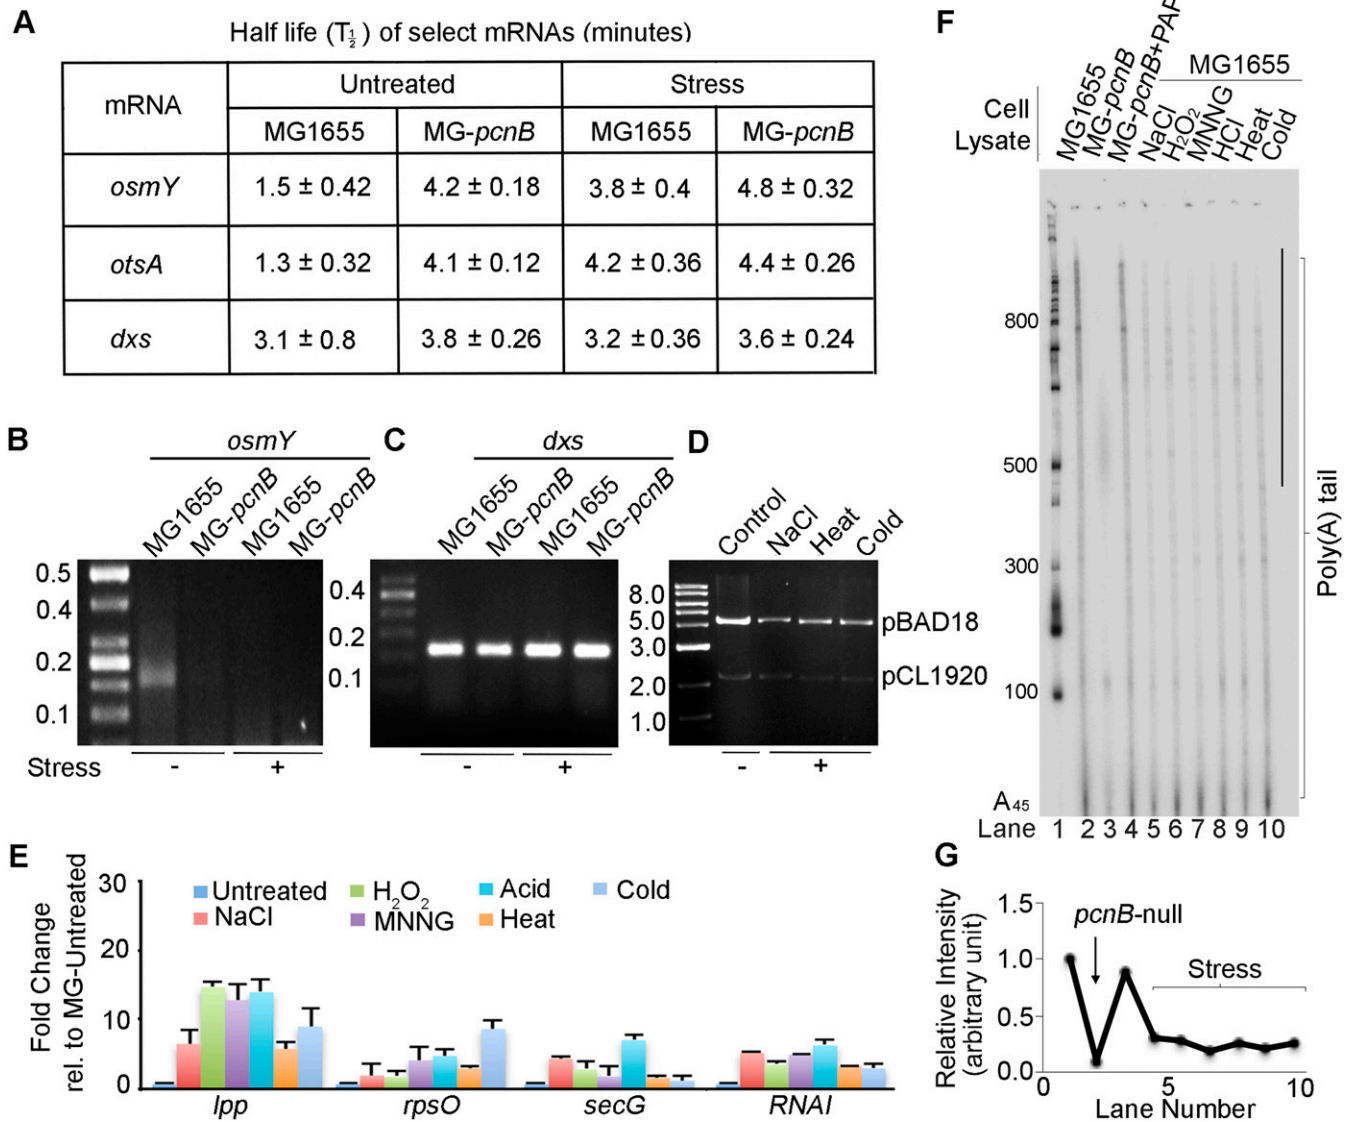 A
Half life (T½) of select mRNAs (minutes)
mRNA
Untreated
Stress
MG1655
MG-pcnB
MG1655
MG-pcnB
osmY
1.5 ± 0.42
4.2 ± 0.18
3.8 ± 0.4
4.8 ± 0.32
otsA
1.3 ± 0.32
4.1 ± 0.12
4.2 ± 0.36
4.4 ± 0.26
dxs
3.1 ± 0.8
3.8 ± 0.26
3.2 ± 0.36
3.6 ± 0.24
B
osmY
MG1655
MG-pcnB
MG1655
MG-pcnB
0.5
0.4
0.2
0.1
Stress
-
+
C
dxs
MG1655
MG-pcnB
MG1655
MG-pcnB
0.4
0.2
0.1
-
+
D
Control
NaCl
Heat
Cold
8.0
5.0
3.0
2.0
1.0
pBAD18
pCL1920
-
+
E
Fold Change
rel. to MG-Untreated
30
20
10
0
Untreated
NaCl
H2O2
MNNG
Acid
Heat
Cold
lpp
rpsO
secG
RNAI
F
Cell
Lysate
MG1655
MG-pcnB
MG-pcnB+PAP
MG1655
NaCl
H2O2
MNNG
HCl
Heat
Cold
800
500
300
100
A45
Lane
1 2 3 4 5 6 7 8 9 10
Poly(A) tail
G
Relative Intensity
(arbitrary unit)
1.5
1.0
0.5
0.0
pcnB-null
Stress
0 5 10
Lane Number